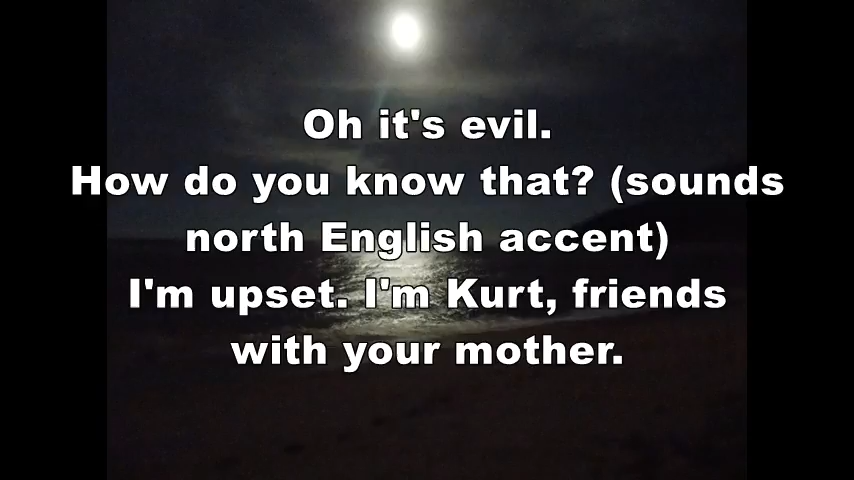 Oh it's evil.
How do you know that? (sounds
north English accent)
I'm upset. I'm Kurt, friends
with your mother.